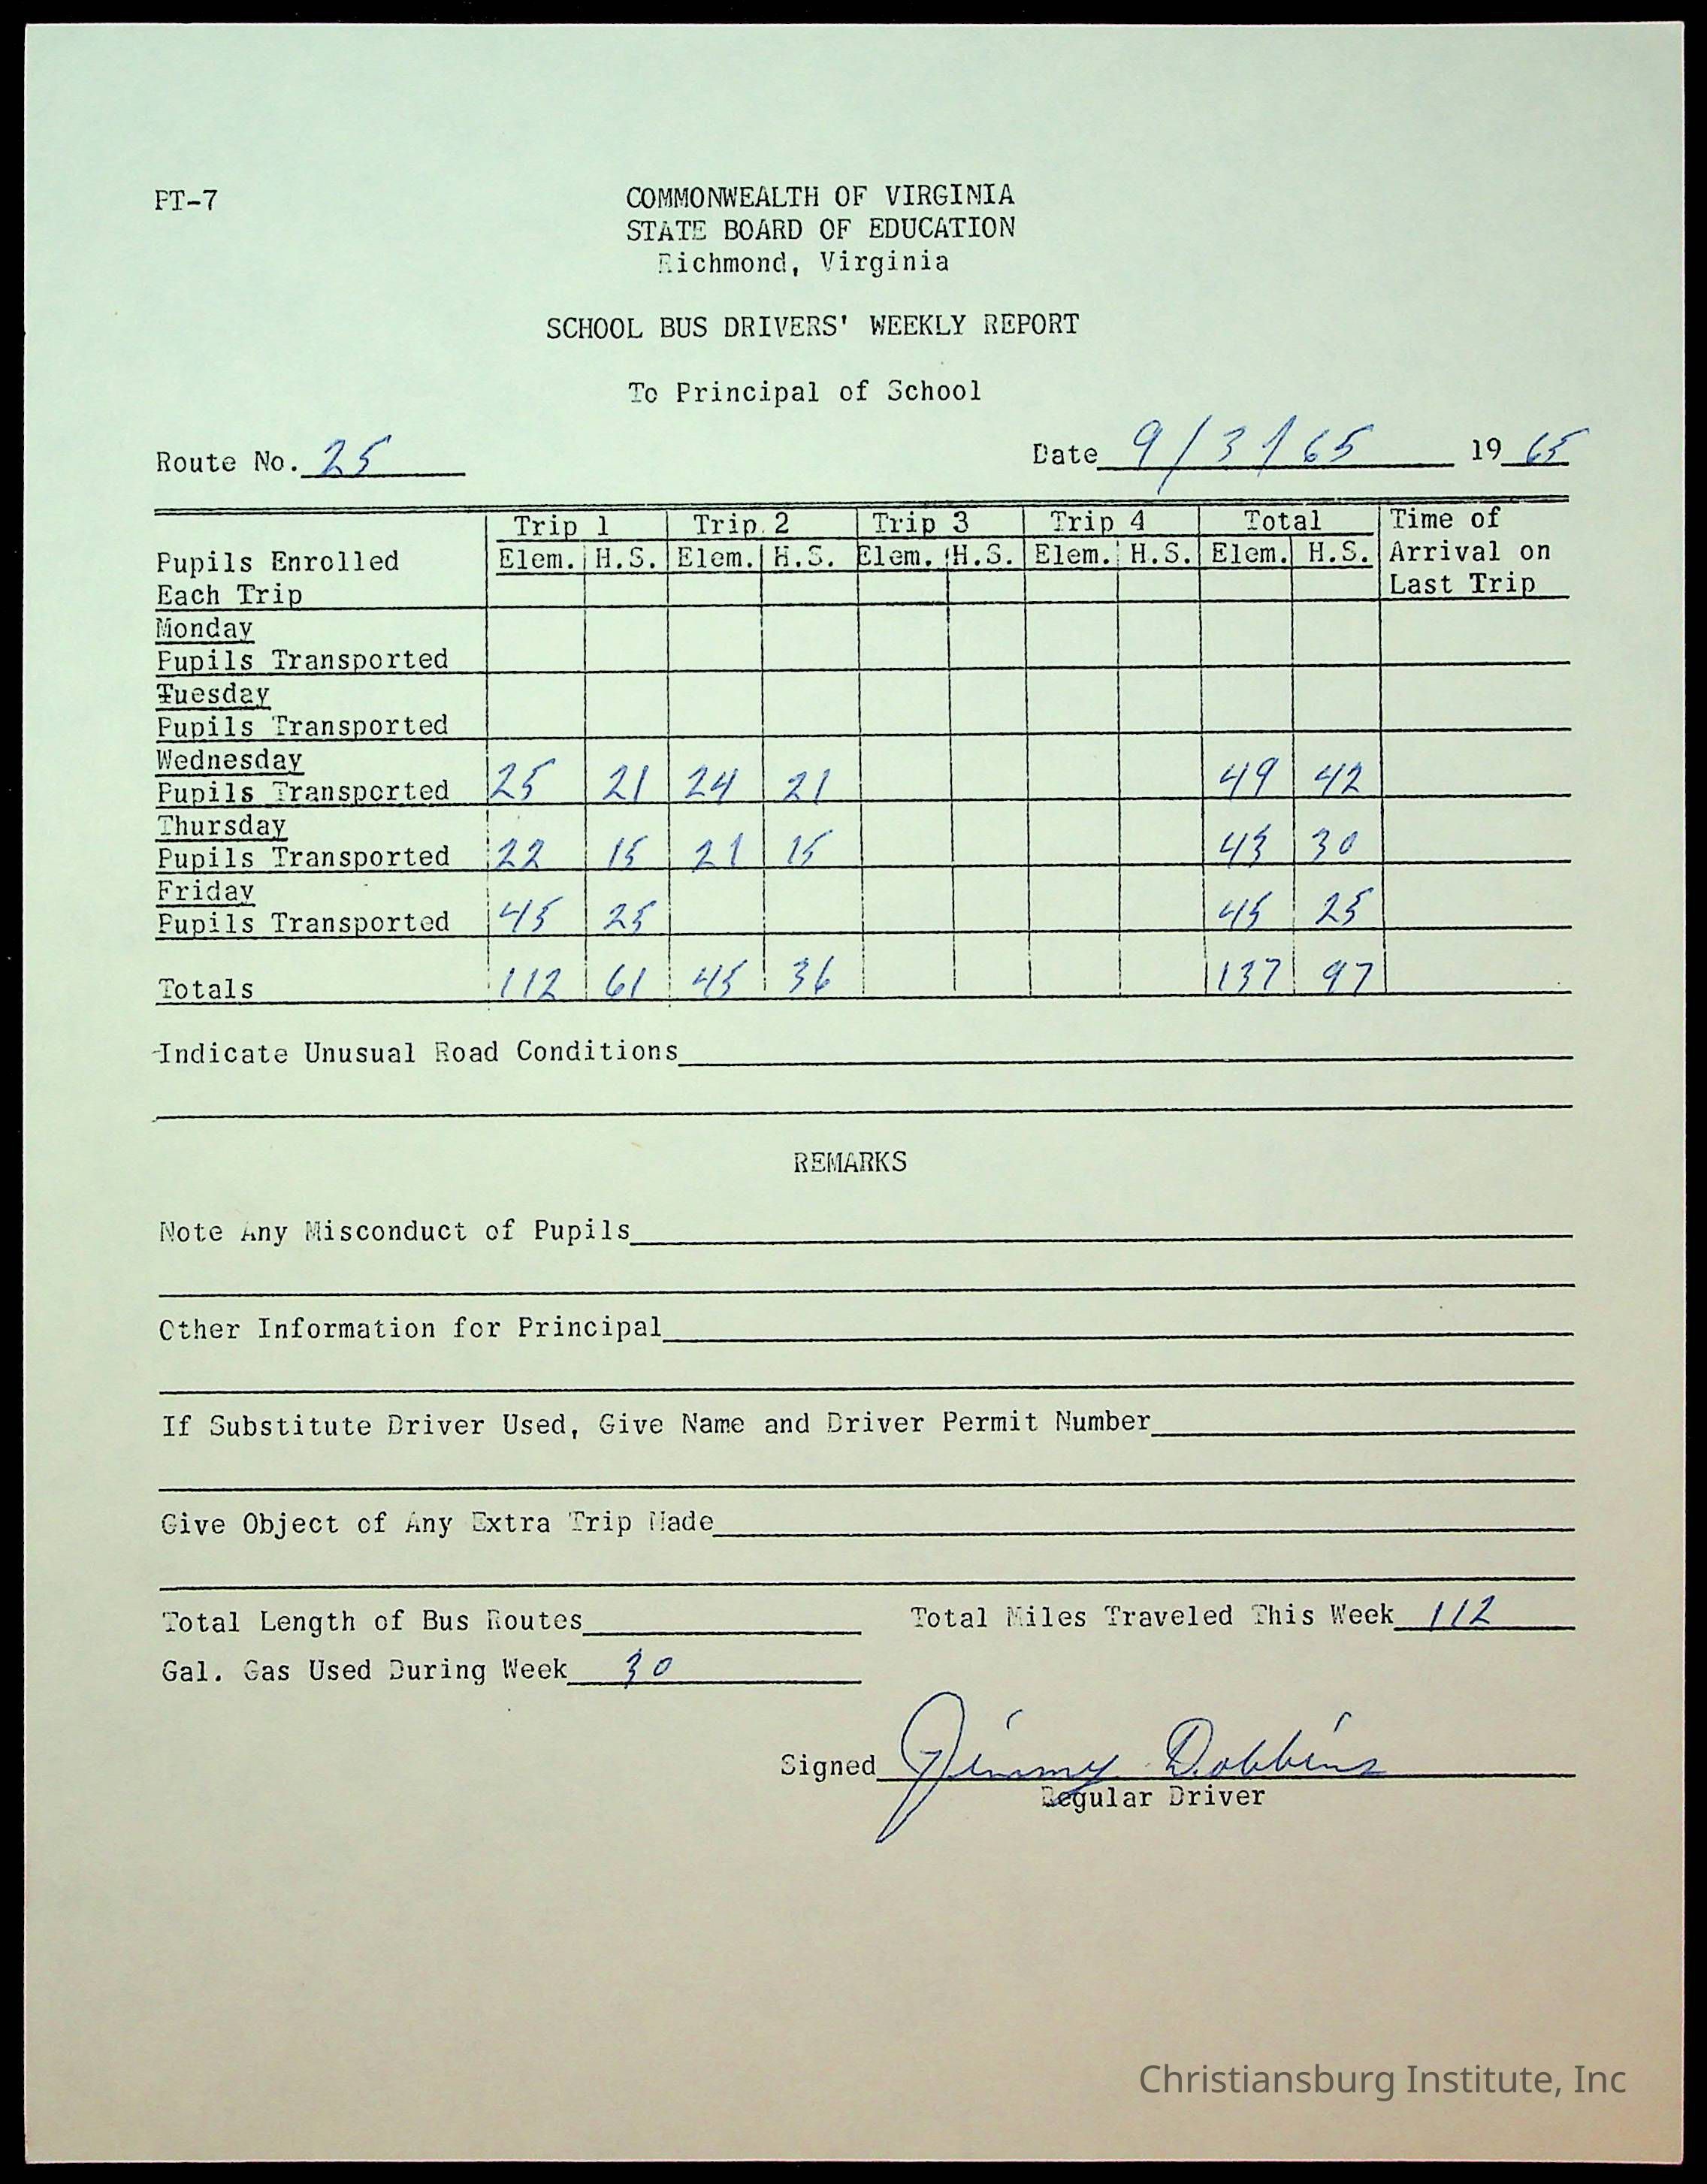 PT-7
COMMONWEALTH OF VIRGINIA
STATE BOARD OF EDUCATION
Richmond, Virginia
SCHOOL BUS DRIVERS' WEEKLY REPORT
To Principal of School
Route No. 25 Date 9/3/65 19 65
Trip 1 Trip 2 Trip 3 Trip 4 Total Time of
Pupils Enrolled Elem. H.S. Elem. H.S. Elem. H.S. Elem. H.S. Elem. H.S. Arrival on
Each Trip Last Trip
Monday
Pupils Transported
Tuesday
Pupils Transported
Wednesday
Pupils Transported 25 21 24 21 49 42
Thursday
Pupils Transported 22 15 21 15 43 30
Friday
Pupils Transported 45 25 45 25
Totals 112 61 45 36 137 97
Indicate Unusual Road Conditions
REMARKS
Note Any Misconduct of Pupils
Other Information for Principal
If Substitute Driver Used, Give Name and Driver Permit Number
Give Object of Any Extra Trip Made
Total Length of Bus Routes Total Miles Traveled This Week 112
Gal. Gas Used During Week 30
Signed Jimmy Dobbins
Regular Driver
Christiansburg Institute, Inc